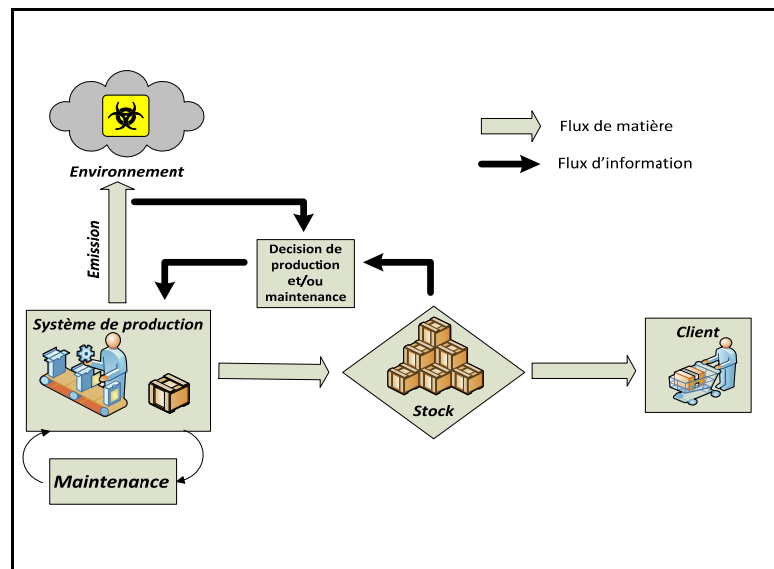 Flux de matière
Flux d'information
Environnement
Emission
Decision de
production
et/ou
maintenance
Système de production
Stock
Client
Maintenance